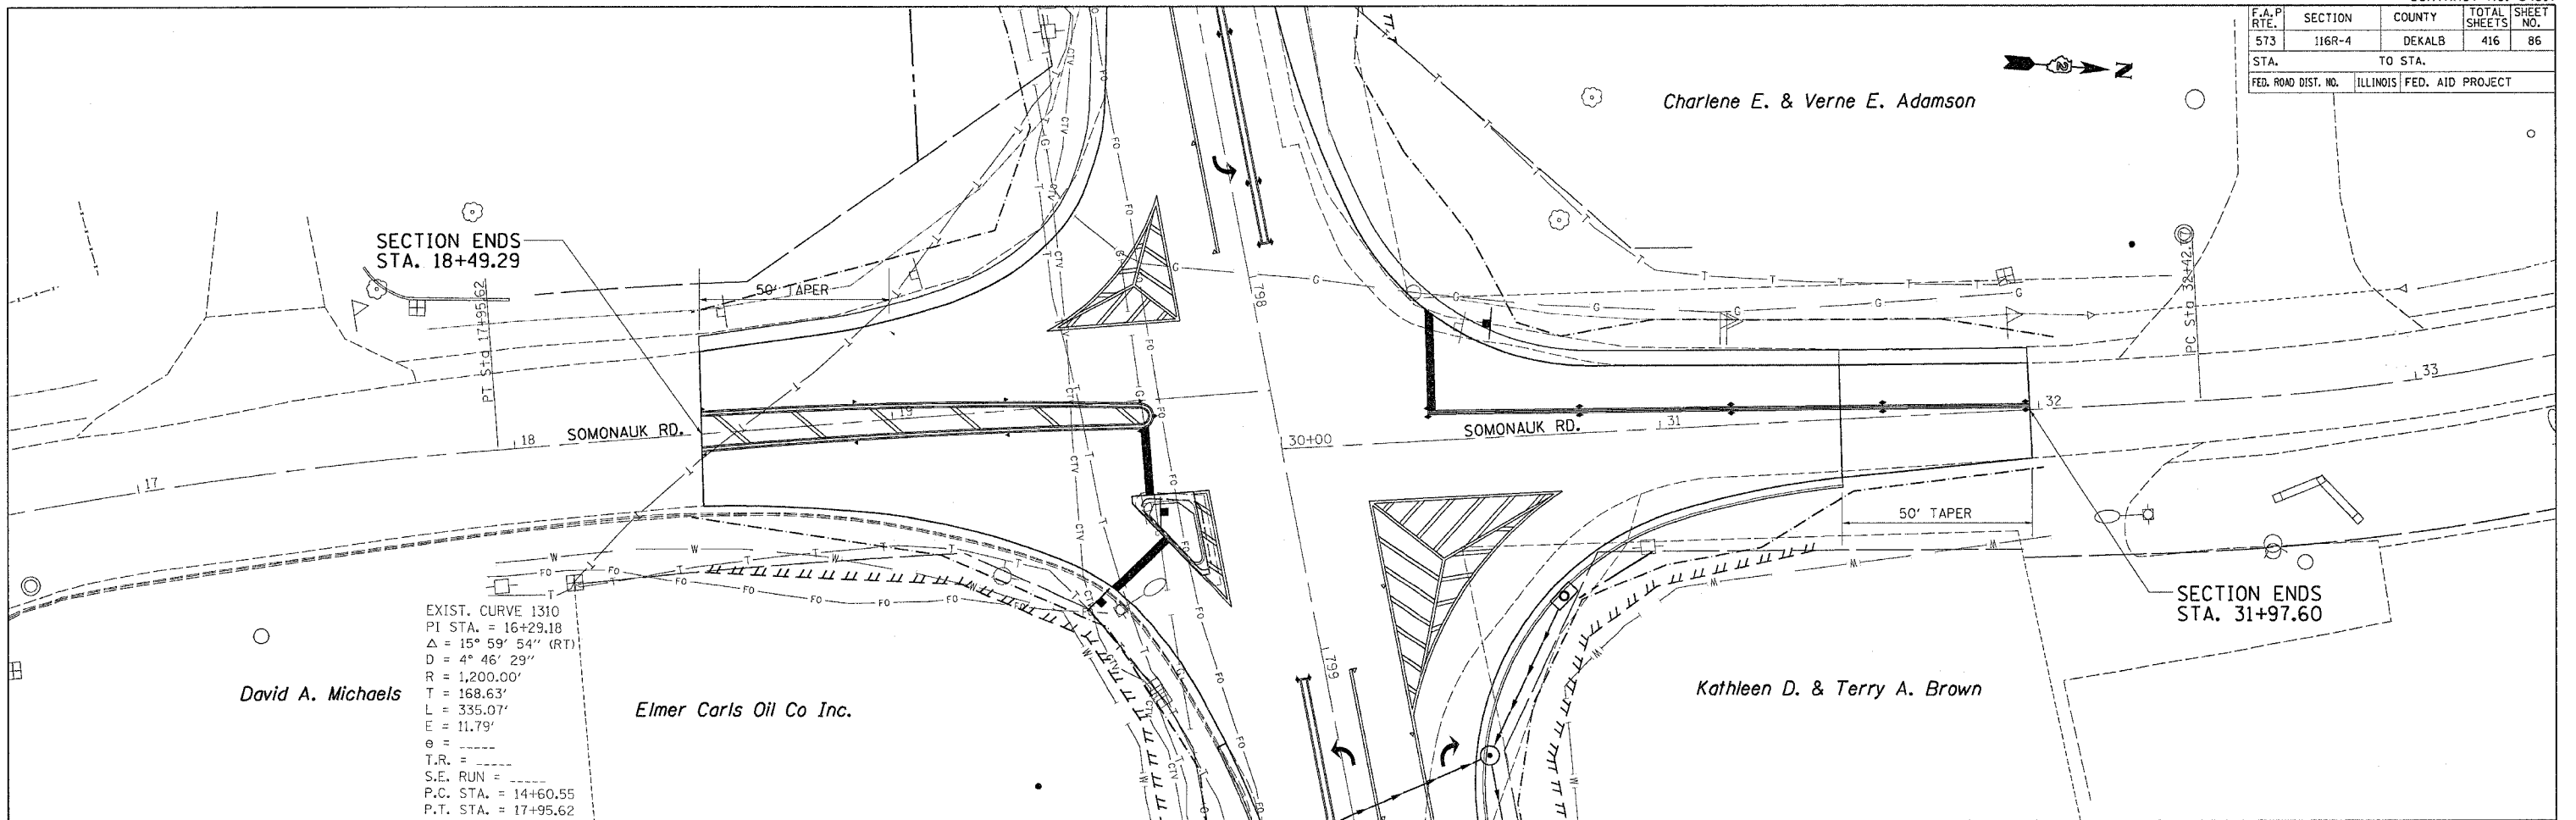 F.A.P RTE. SECTION COUNTY TOTAL SHEETS SHEET NO.
573 116R-4 DEKALB 416 86
STA. TO STA.
FED. ROAD DIST. NO. ILLINOIS FED. AID PROJECT
N
Charlene E. & Verne E. Adamson
SECTION ENDS
STA. 18+49.29
50' TAPER
PT Sta 17+95.62
798
17
18
SOMONAUK RD.
19
30+00
SOMONAUK RD.
31
32
33
50' TAPER
SECTION ENDS
STA. 31+97.60
799
EXIST. CURVE 1310
PI STA. = 16+29.18
Δ = 15° 59' 54" (RT)
D = 4° 46' 29"
R = 1,200.00'
T = 168.63'
L = 335.07'
E = 11.79'
e = _____
T.R. = _____
S.E. RUN = _____
P.C. STA. = 14+60.55
P.T. STA. = 17+95.62
David A. Michaels
Elmer Carls Oil Co Inc.
Kathleen D. & Terry A. Brown